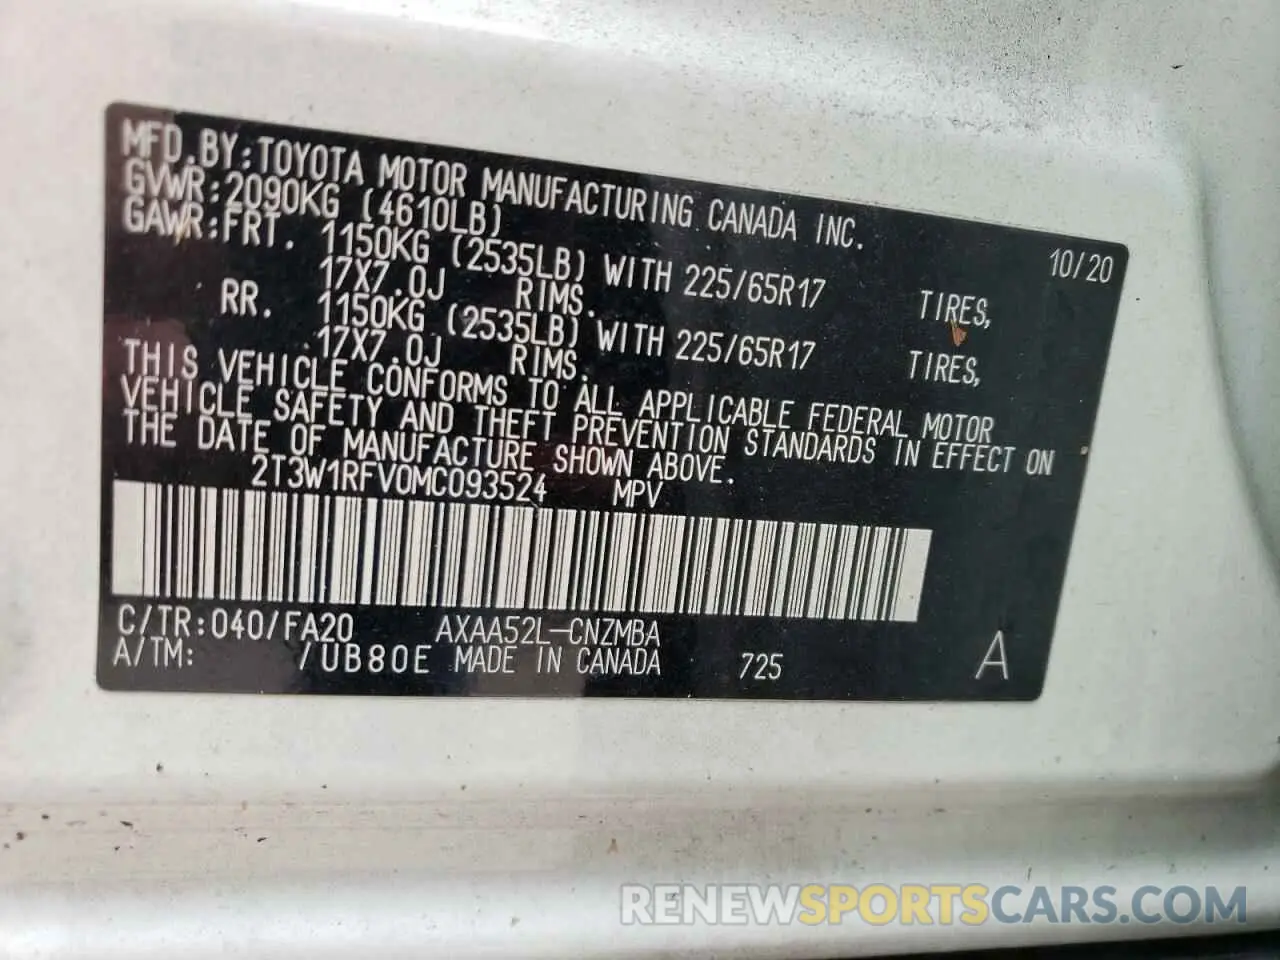 MFD.BY:TOYOTA MOTOR MANUFACTURING CANADA INC.
GVWR:2090KG (4610LB) 10/20
GAWR:FRT. 1150KG (2535LB) WITH 225/65R17 TIRES,
17X7.0J RIMS.
RR. 1150KG (2535LB) WITH 225/65R17 TIRES,
17X7.0J RIMS.
THIS VEHICLE CONFORMS TO ALL APPLICABLE FEDERAL MOTOR
VEHICLE SAFETY AND THEFT PREVENTION STANDARDS IN EFFECT ON
THE DATE OF MANUFACTURE SHOWN ABOVE.
2T3W1RFV0MC093524 MPV
C/TR:040/FA20 AXAA52L-CNZMBA
A/TM: /UB80E MADE IN CANADA 725 A
RENEWSPORTSCARS.COM